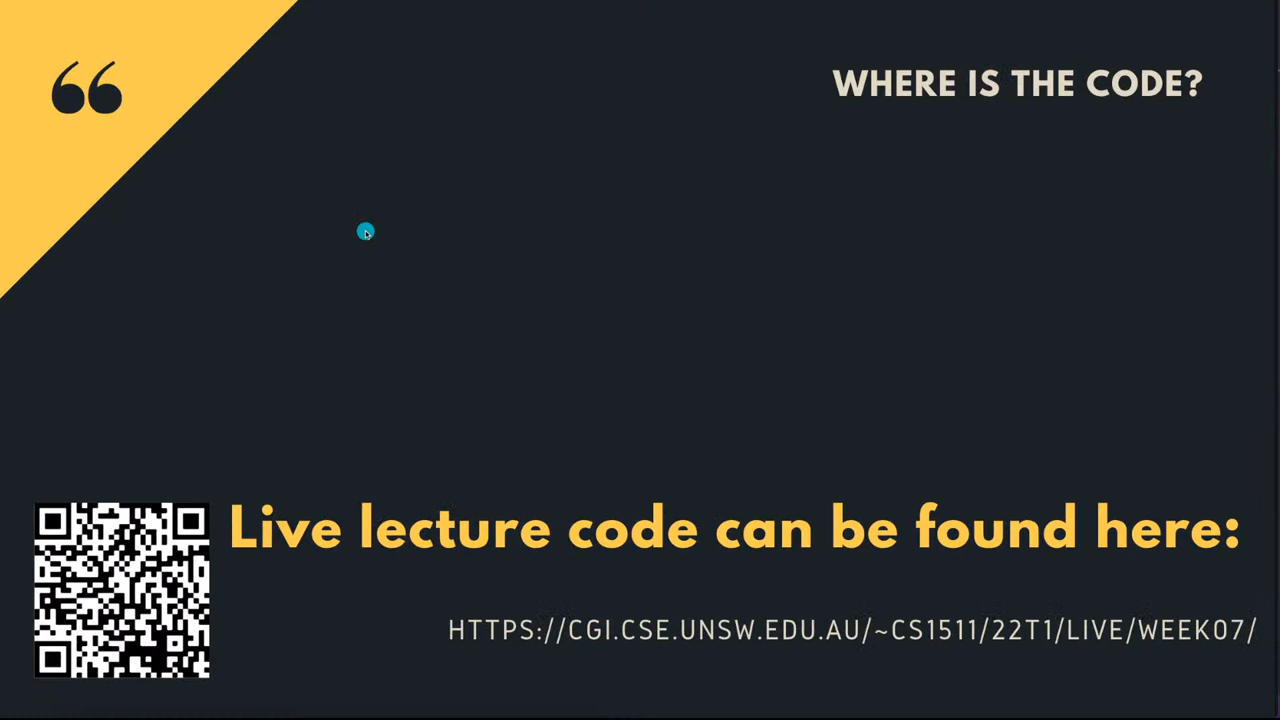 “
WHERE IS THE CODE?
Live lecture code can be found here:
HTTPS://CGI.CSE.UNSW.EDU.AU/~CS1511/22T1/LIVE/WEEK07/